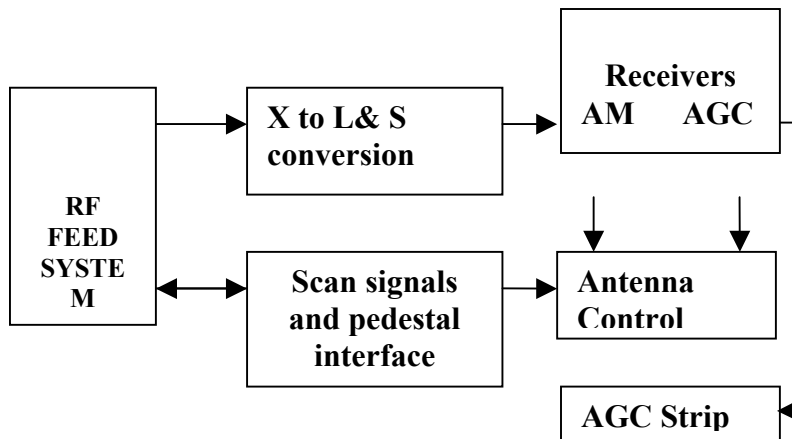 RF
FEED
SYSTE
M
X to L& S
conversion
Receivers
AM AGC
Scan signals
and pedestal
interface
Antenna
Control
AGC Strip